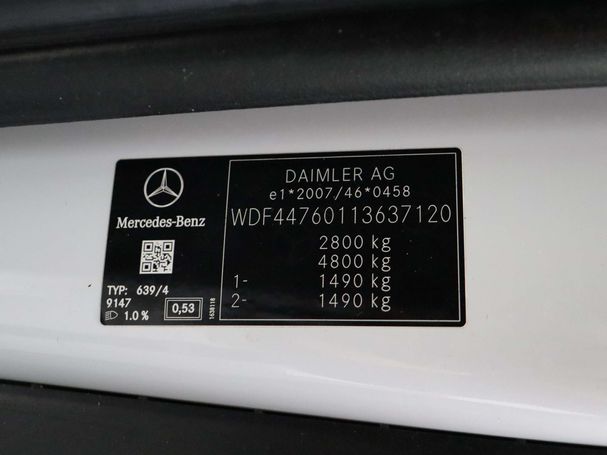 Mercedes-Benz
TYP: 639/4
9147
1.0 %
0,53
1638118
DAIMLER AG
e1*2007/46*0458
WDF44760113637120
2800 kg
4800 kg
1- 1490 kg
2- 1490 kg